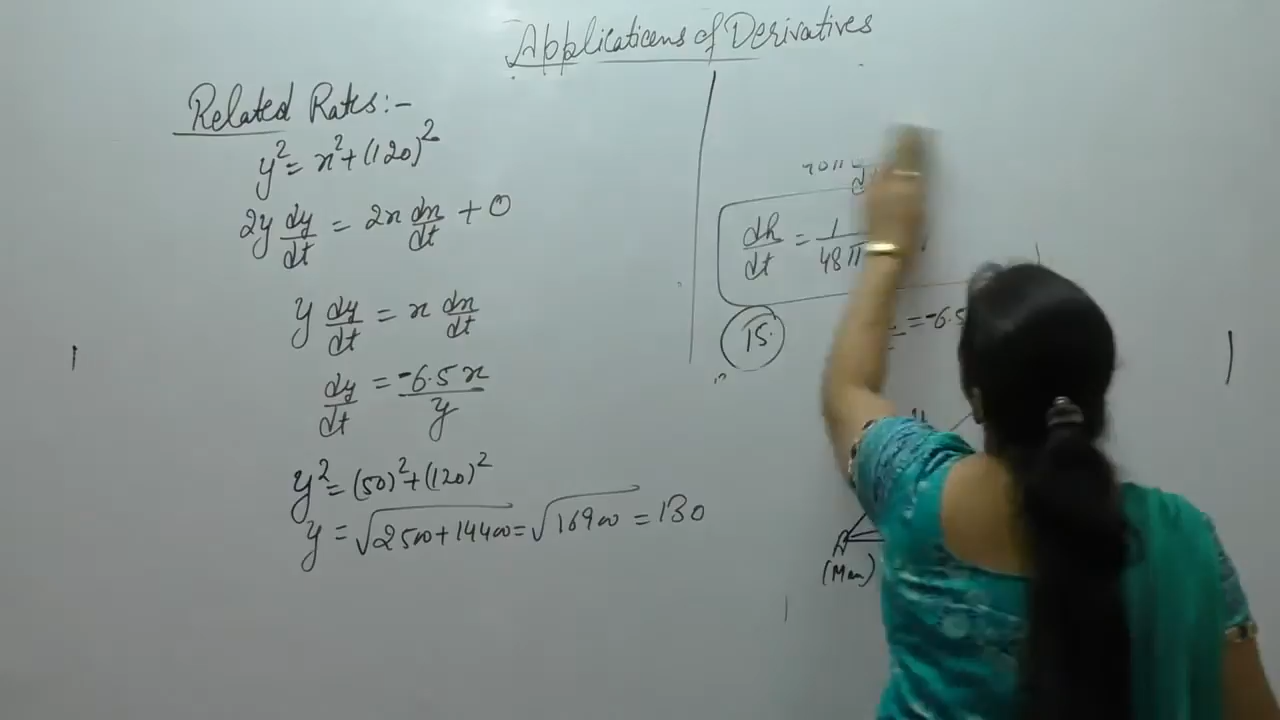 Applications of Derivatives
Related Rates:-
y² = x² + (120)²
2y dy/dt = 2x dx/dt + 0
y dy/dt = x dx/dt
dy/dt = -6.5x/y
y² = (50)² + (120)²
y = √2500+14400 = √16900 = 130
dh/dt = 1/48π
15.
= -6.5
(Man)